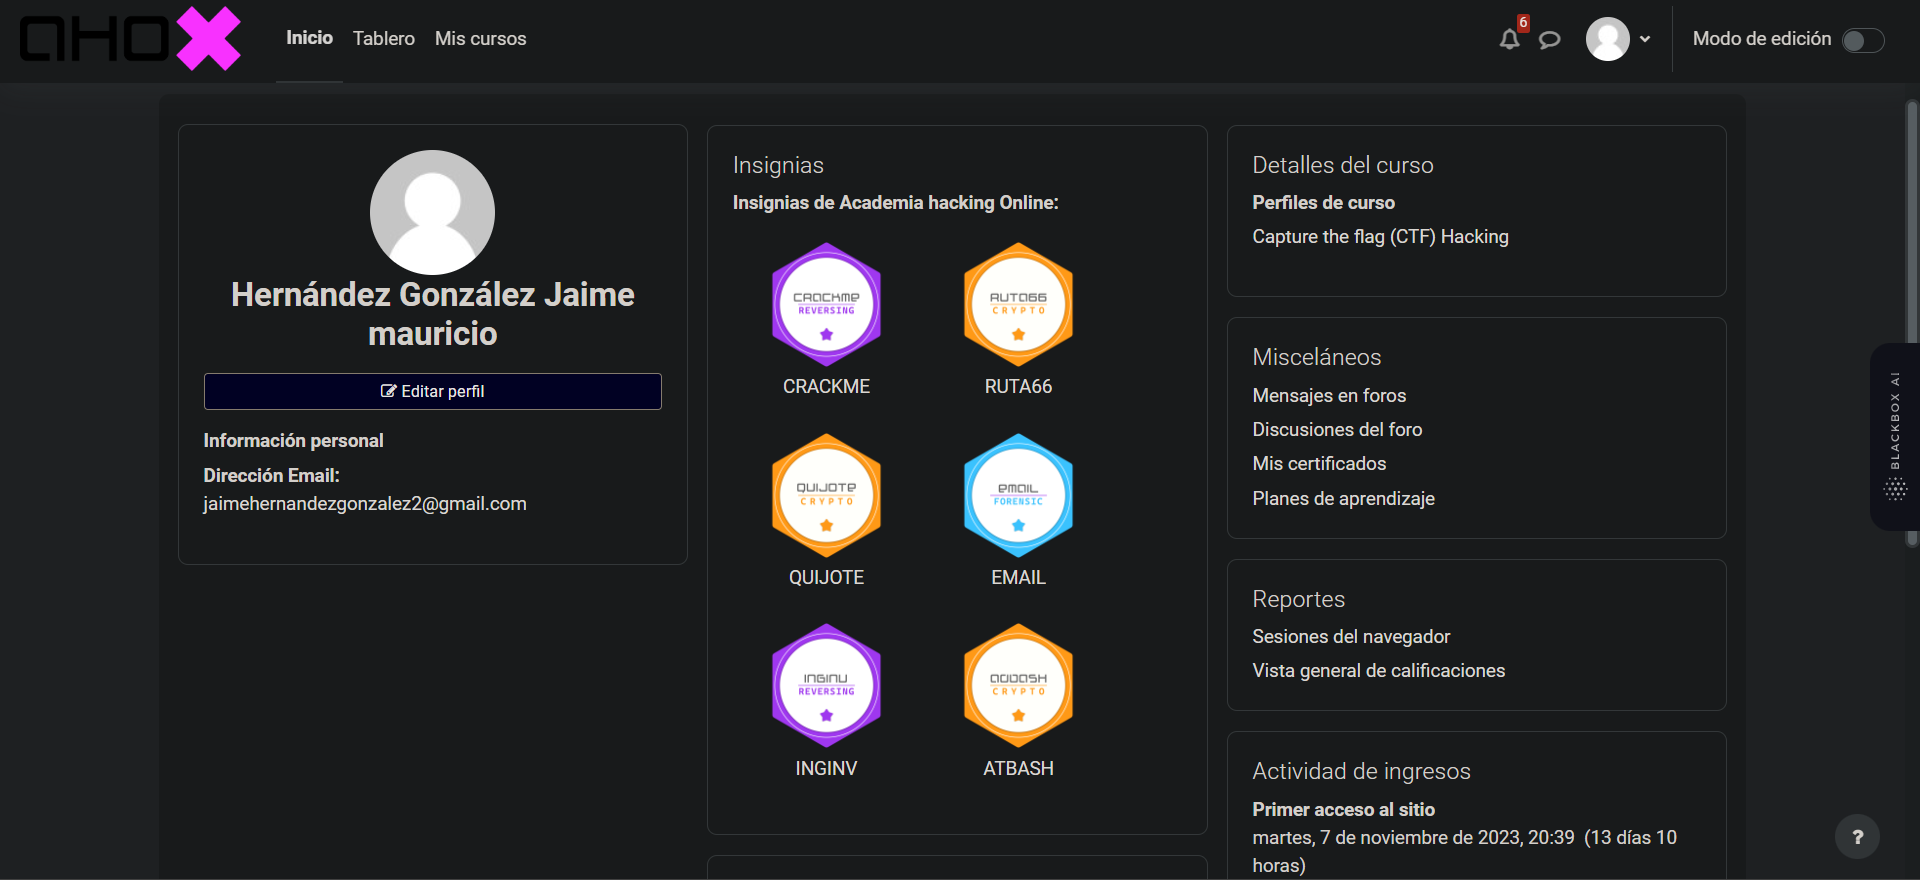 AHOX
Inicio
Tablero
Mis cursos
6
Modo de edición
Hernández González Jaime
mauricio
Editar perfil
Información personal
Dirección Email:
jaimehernandezgonzalez2@gmail.com
Insignias
Insignias de Academia hacking Online:
CRACKME
REVERSING
CRACKME
RUTA66
CRYPTO
RUTA66
QUIJOTE
CRYPTO
QUIJOTE
EMAIL
FORENSIC
EMAIL
INGINV
REVERSING
INGINV
CRYPTO
ATBASH
Detalles del curso
Perfiles de curso
Capture the flag (CTF) Hacking
Misceláneos
Mensajes en foros
Discusiones del foro
Mis certificados
Planes de aprendizaje
Reportes
Sesiones del navegador
Vista general de calificaciones
Actividad de ingresos
Primer acceso al sitio
martes, 7 de noviembre de 2023, 20:39 (13 días 10
horas)
BLACKBOX AI
?